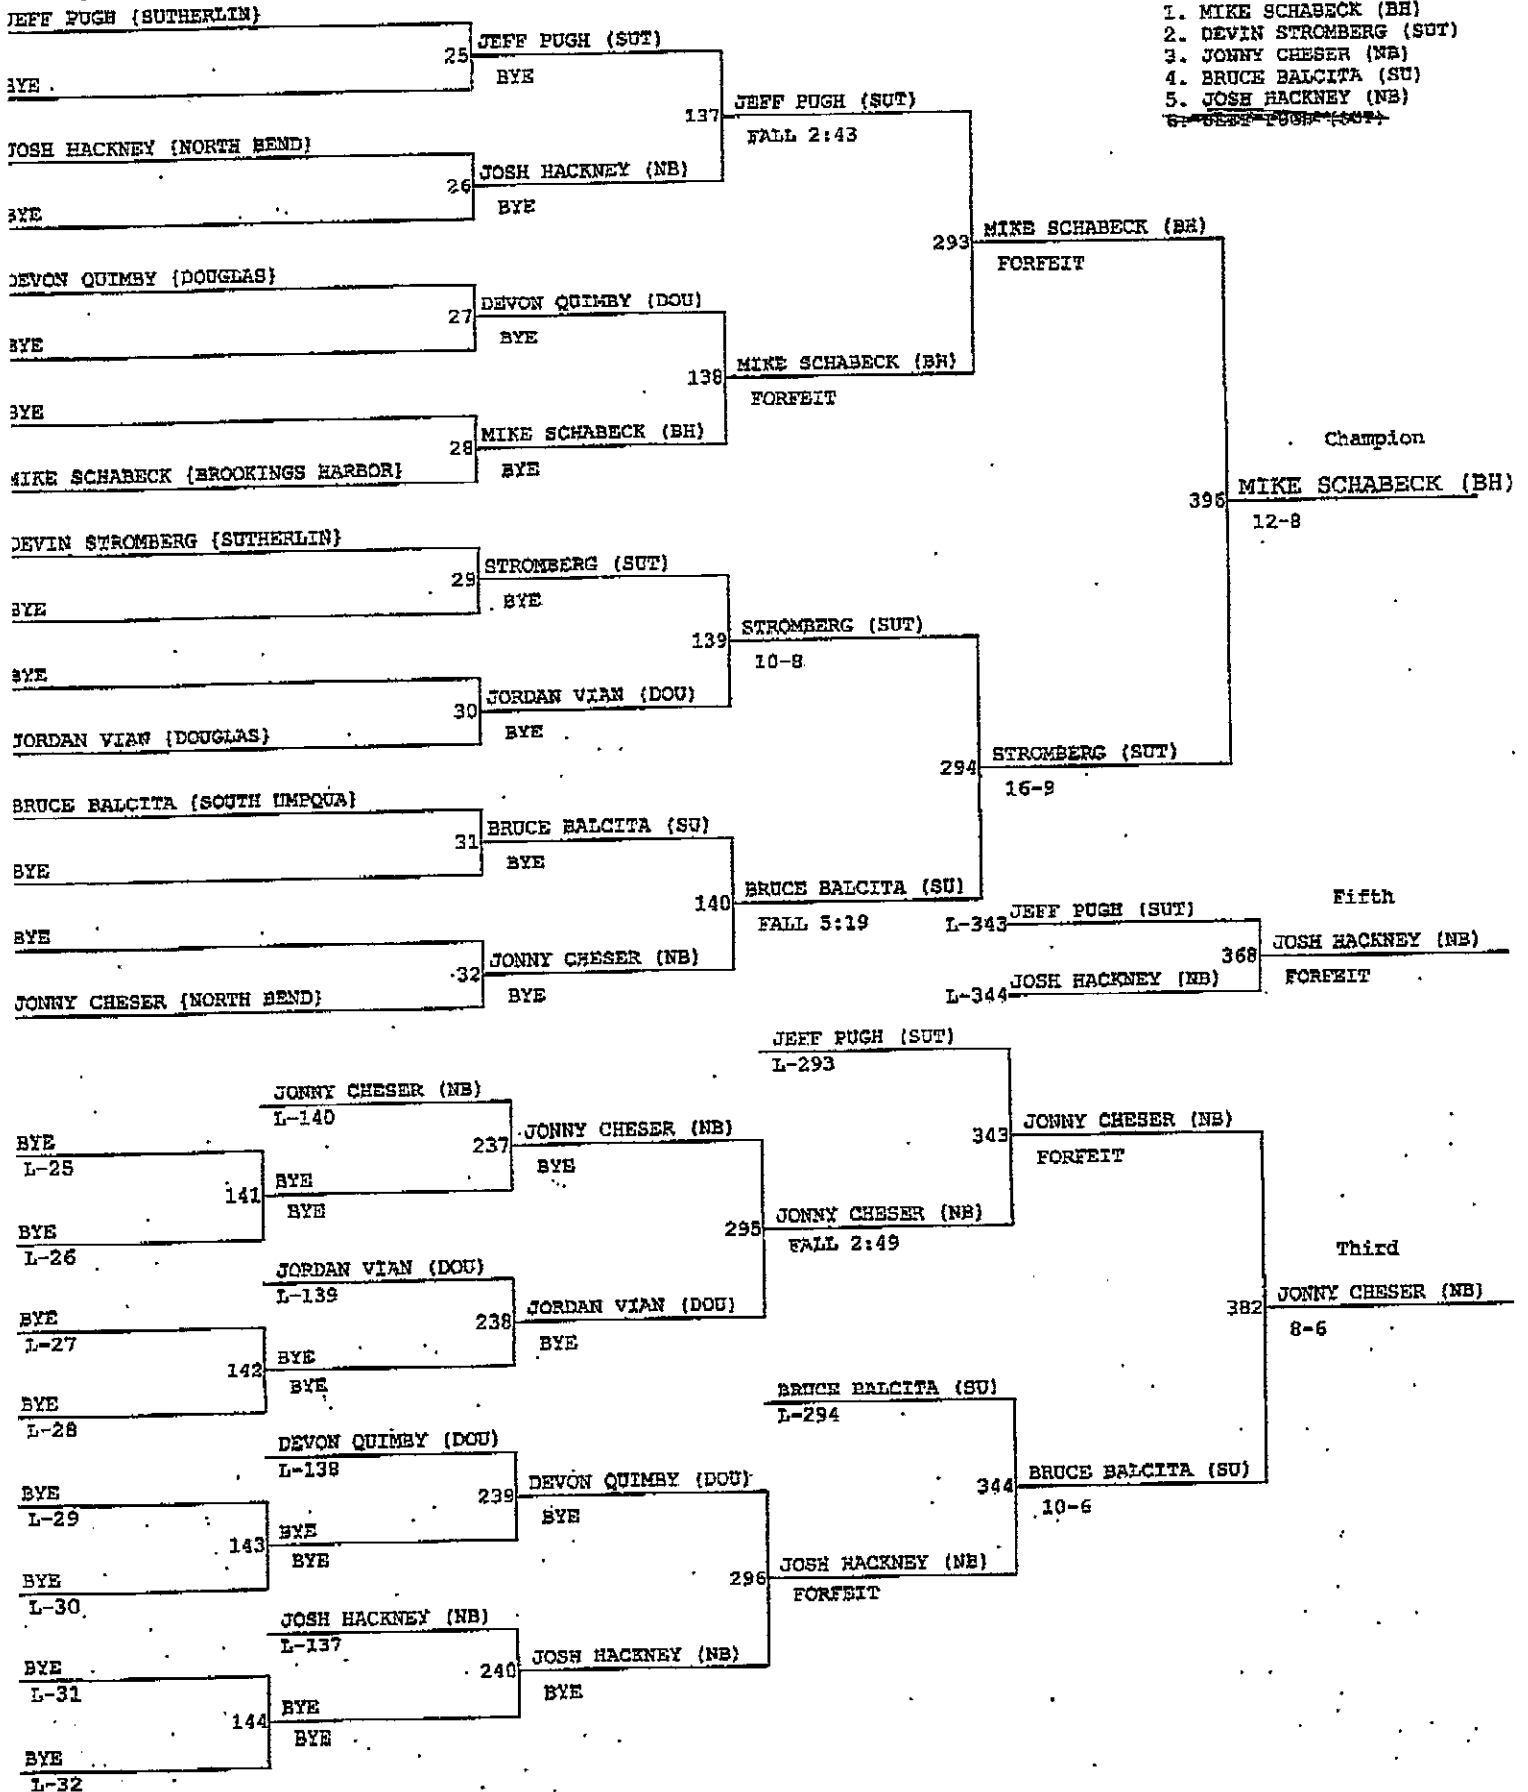 1. MIKE SCHABECK (BH)
2. DEVIN STROMBERG (SUT)
3. JONNY CHESER (NB)
4. BRUCE BALCITA (SU)
5. JOSH HACKNEY (NB)
6. JEFF PUGH (SUT)
JEFF PUGH {SUTHERLIN}
25
JEFF PUGH (SUT)
BYE
BYE
137
JEFF PUGH (SUT)
FALL 2:43
JOSH HACKNEY {NORTH BEND}
26
JOSH HACKNEY (NB)
BYE
BYE
293
MIKE SCHABECK (BH)
FORFEIT
DEVON QUIMBY {DOUGLAS}
27
DEVON QUIMBY (DOU)
BYE
BYE
138
MIKE SCHABECK (BH)
FORFEIT
BYE
28
MIKE SCHABECK (BH)
BYE
MIKE SCHABECK {BROOKINGS HARBOR}
Champion
396
MIKE SCHABECK (BH)
12-8
DEVIN STROMBERG {SUTHERLIN}
29
STROMBERG (SUT)
BYE
BYE
139
STROMBERG (SUT)
10-8
BYE
30
JORDAN VIAN (DOU)
BYE
JORDAN VIAN {DOUGLAS}
294
STROMBERG (SUT)
16-9
BRUCE BALCITA {SOUTH UMPQUA}
31
BRUCE BALCITA (SU)
BYE
BYE
140
BRUCE BALCITA (SU)
FALL 5:19
BYE
32
JONNY CHESER (NB)
BYE
JONNY CHESER {NORTH BEND}
Fifth
L-343
JEFF PUGH (SUT)
368
JOSH HACKNEY (NB)
FORFEIT
L-344
JOSH HACKNEY (NB)
JEFF PUGH (SUT)
L-293
JONNY CHESER (NB)
L-140
BYE
L-25
237
JONNY CHESER (NB)
BYE
343
JONNY CHESER (NB)
FORFEIT
141
BYE
BYE
BYE
L-26
295
JONNY CHESER (NB)
FALL 2:49
JORDAN VIAN (DOU)
L-139
BYE
L-27
238
JORDAN VIAN (DOU)
BYE
142
BYE
BYE
BYE
L-28
Third
382
JONNY CHESER (NB)
8-6
BRUCE BALCITA (SU)
L-294
DEVON QUIMBY (DOU)
L-138
BYE
L-29
239
DEVON QUIMBY (DOU)
BYE
344
BRUCE BALCITA (SU)
10-6
143
BYE
BYE
BYE
L-30
296
JOSH HACKNEY (NB)
FORFEIT
JOSH HACKNEY (NB)
L-137
BYE
L-31
240
JOSH HACKNEY (NB)
BYE
144
BYE
BYE
BYE
L-32